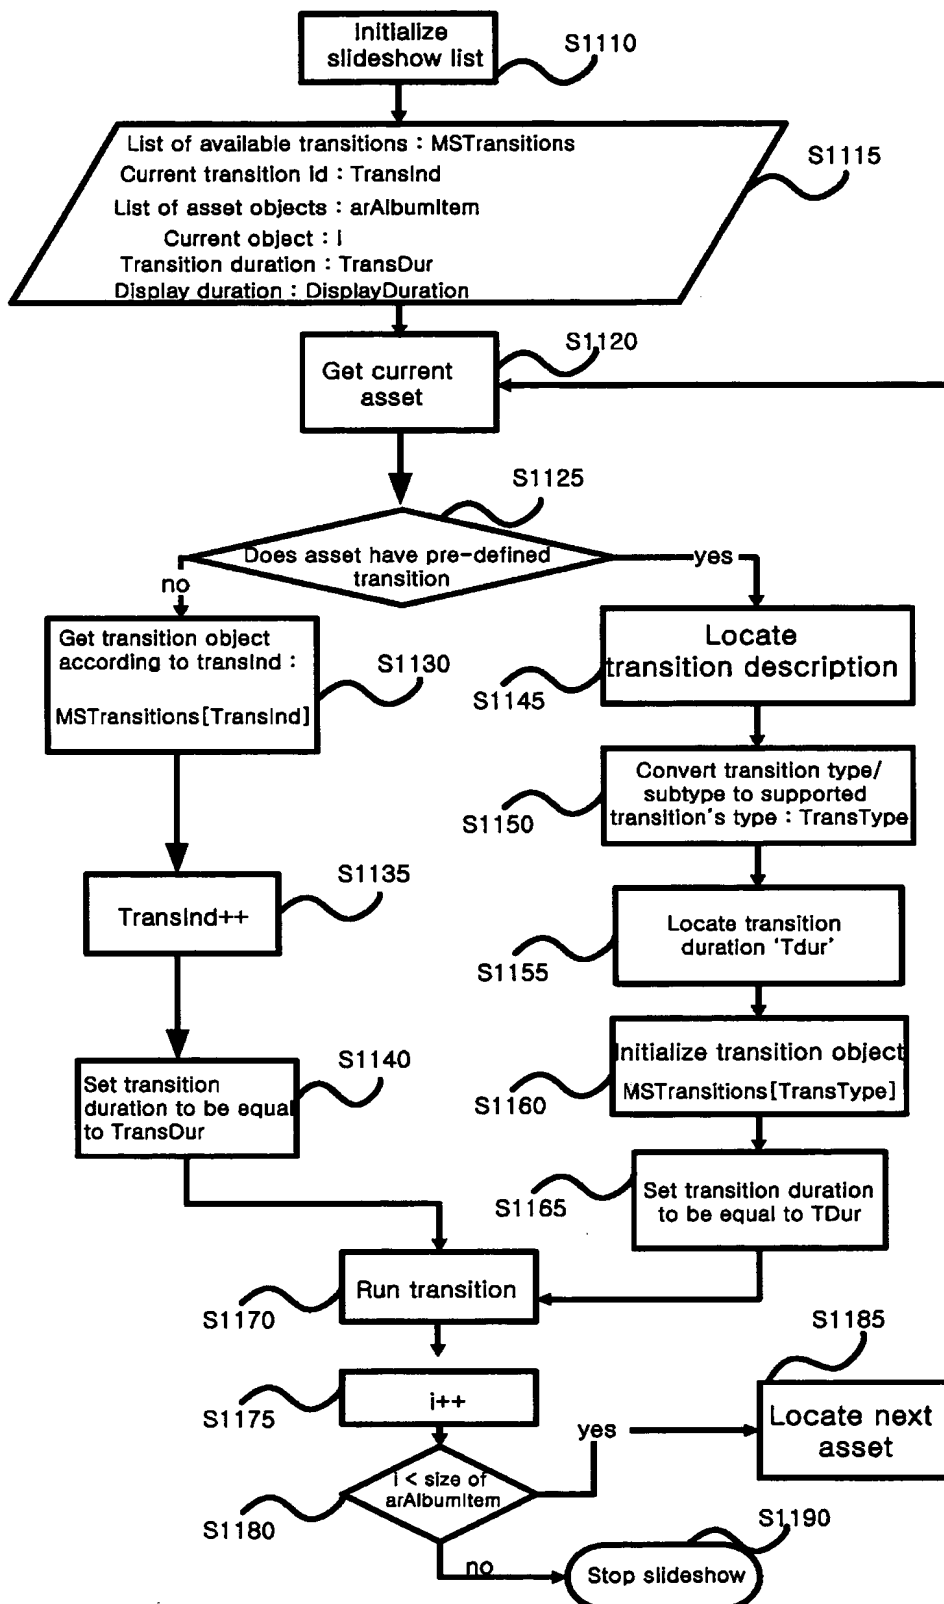 Initialize
slideshow list
S1110
List of available transitions : MSTransitions
Current transition id : TransInd
List of asset objects : arAlbumItem
Current object : i
Transition duration : TransDur
Display duration : DisplayDuration
S1115
Get current
asset
S1120
S1125
Does asset have pre-defined
transition
no
yes
Get transition object
according to transInd :
MSTransitions[TransInd]
S1130
Locate
transition description
S1145
Convert transition type/
subtype to supported
transition's type : TransType
S1150
TransInd++
S1135
Locate transition
duration ‘Tdur’
S1155
Initialize transition object
MSTransitions[TransType]
S1160
Set transition
duration to be equal
to TransDur
S1140
Set transition duration
to be equal to TDur
S1165
Run transition
S1170
i++
S1175
S1185
Locate next
asset
yes
i < size of
arAlbumItem
S1180
no
S1190
Stop slideshow